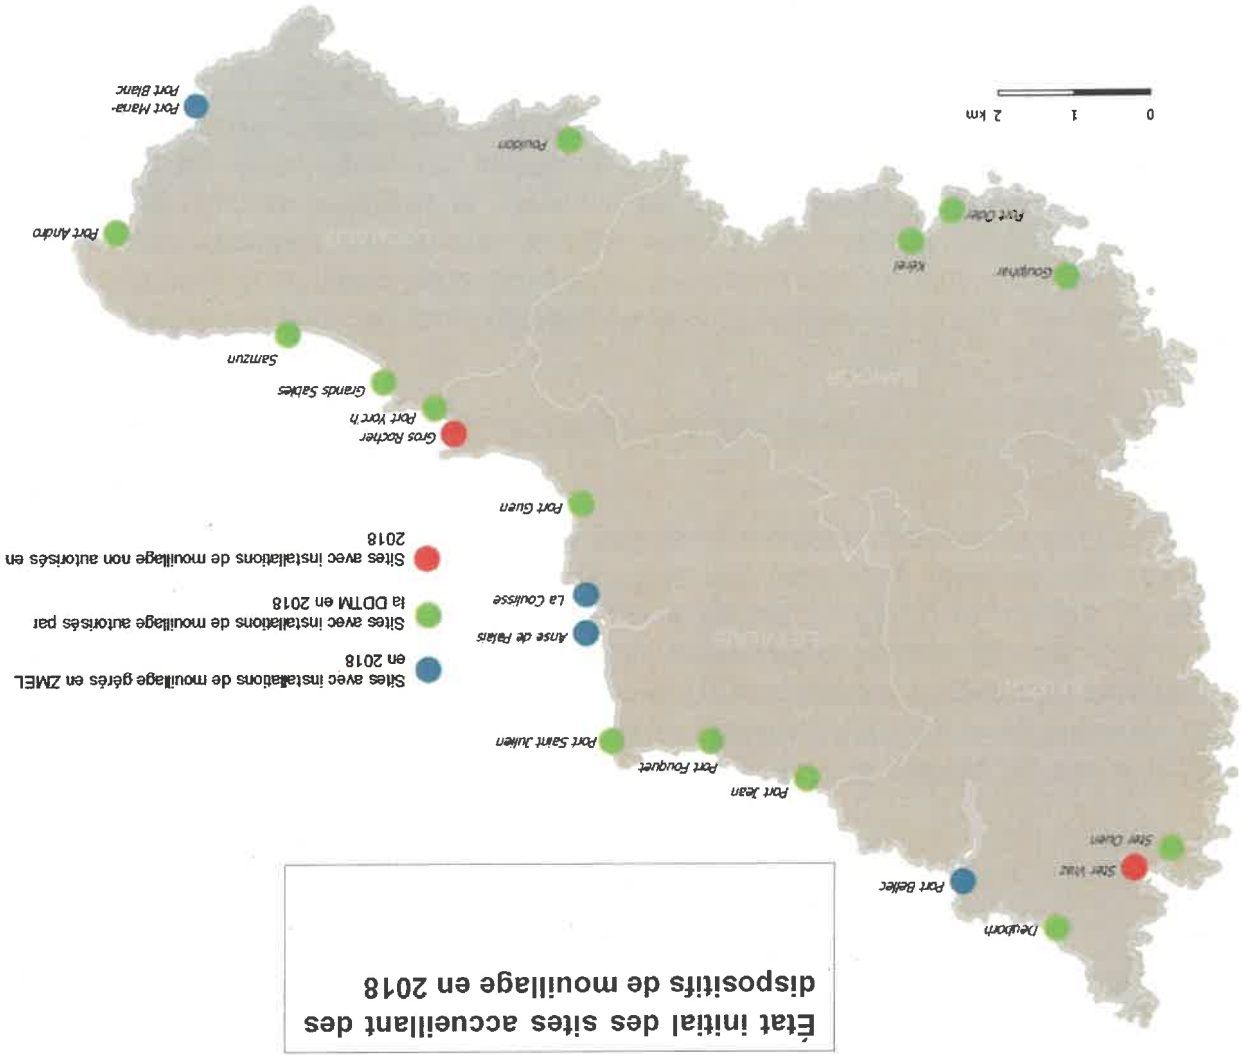 État initial des sites accueillant des
dispositifs de mouillage en 2018
Deuborh
Port Bellec
Ster Vraz
Ster Ouen
Port Jean
Port Fouquet
Port Saint Julien
Sites avec installations de mouillage gérés en ZMEL
en 2018
Sites avec installations de mouillage autorisés par
la DDTM en 2018
Sites avec installations de mouillage non autorisés en
2018
LE PALAIS
Anse de Palais
La Coulisse
Port Guen
Gros Rocher
Port Yorc'h
Grands Sables
BANGOR
Samzun
Goulphar
Kérel
Port
Port Andro
Pouldon
Port Maria-
Port Blanc
0 1 2 km